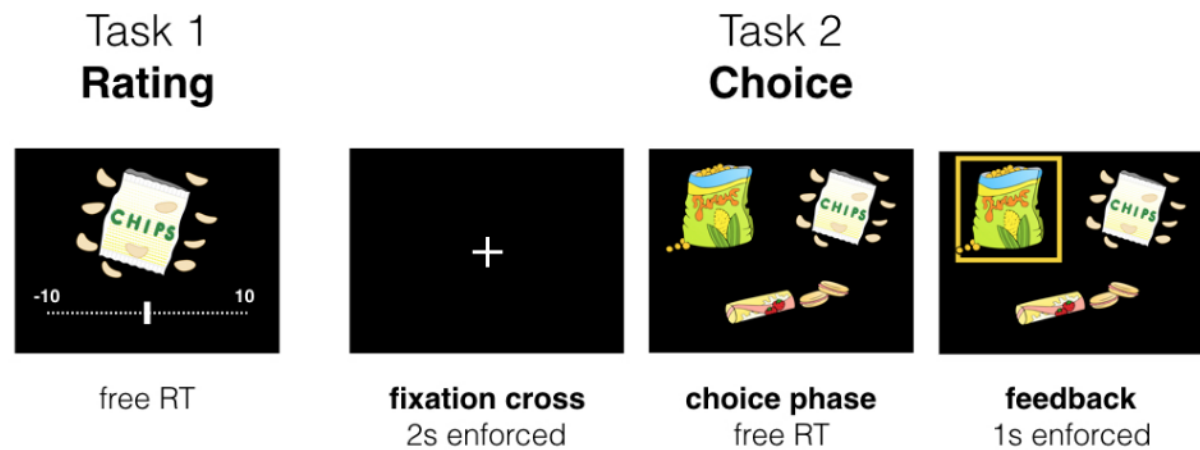 Task 1
Rating
Task 2
Choice
CHIPS
-10
10
CHIPS
CHIPS
free RT
fixation cross
2s enforced
choice phase
free RT
feedback
1s enforced